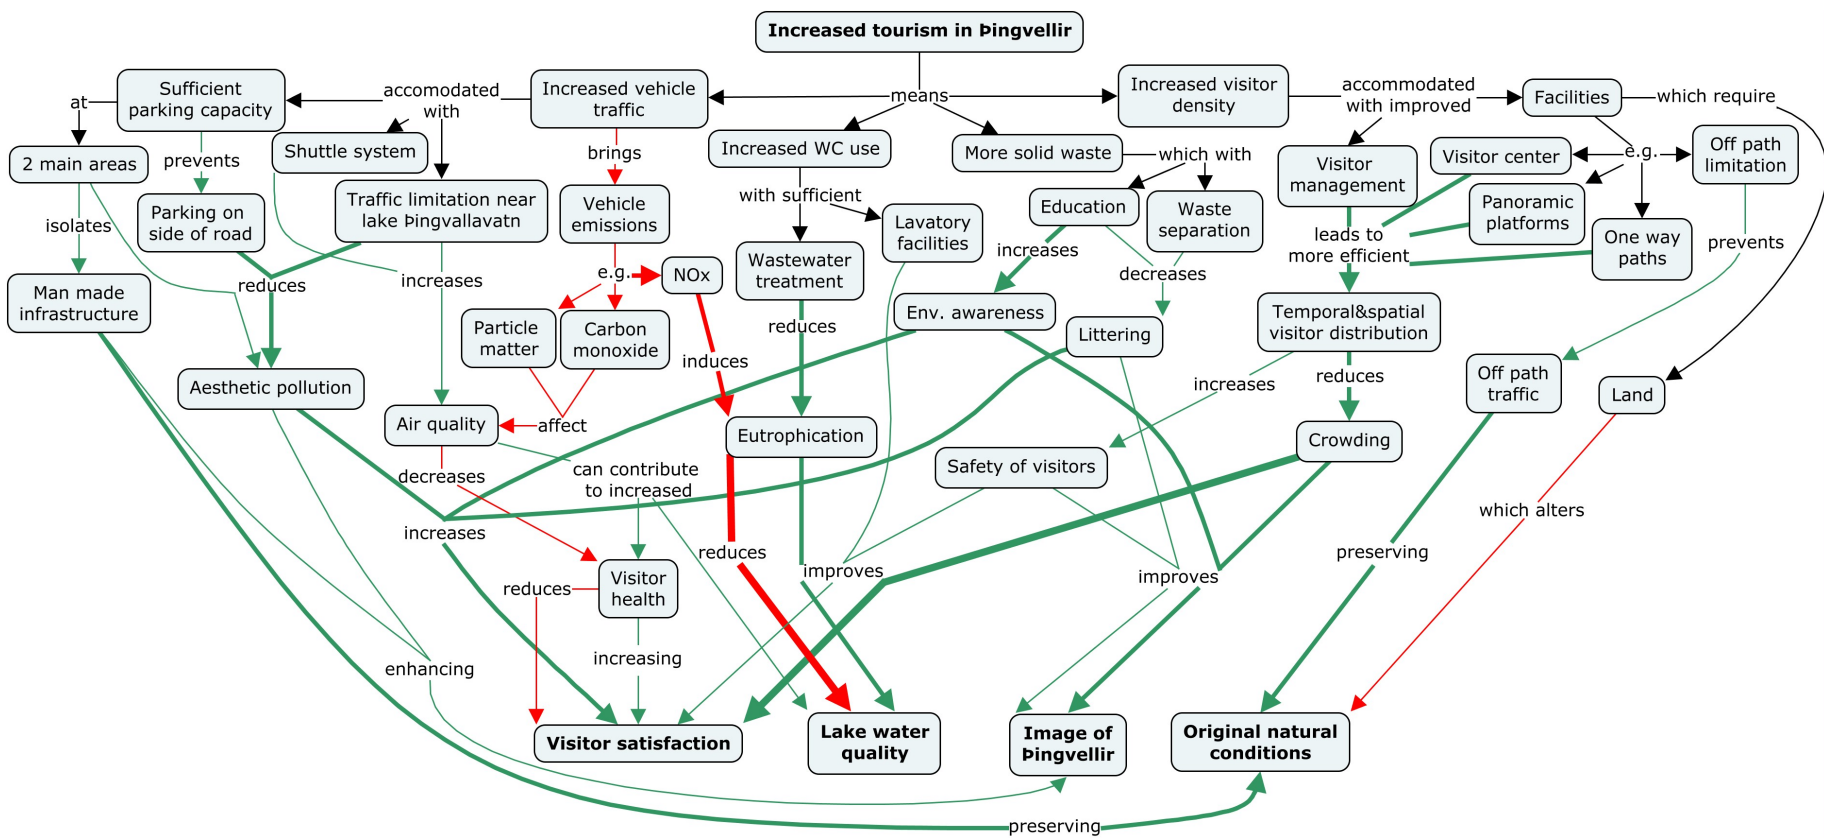 Increased tourism in Þingvellir
Sufficient
parking capacity
at
accomodated
with
Increased vehicle
traffic
means
Increased visitor
density
accommodated
with improved
Facilities
which require
2 main areas
prevents
Shuttle system
brings
Increased WC use
More solid waste
which with
Visitor
management
Visitor center
e.g.
Off path
limitation
isolates
Parking on
side of road
Traffic limitation near
lake Þingvallavatn
Vehicle
emissions
with sufficient
Lavatory
facilities
Education
Waste
separation
Panoramic
platforms
One way
paths
leads to
more efficient
prevents
Man made
infrastructure
reduces
increases
e.g.
NOx
Wastewater
treatment
increases
decreases
Particle
matter
Carbon
monoxide
induces
reduces
Env. awareness
Littering
Temporal&spatial
visitor distribution
Aesthetic pollution
increases
reduces
Off path
traffic
Land
Air quality
affect
Eutrophication
Safety of visitors
Crowding
decreases
can contribute
to increased
which alters
increases
reduces
improves
improves
preserving
reduces
Visitor
health
enhancing
increasing
Visitor satisfaction
Lake water
quality
Image of
Þingvellir
Original natural
conditions
preserving